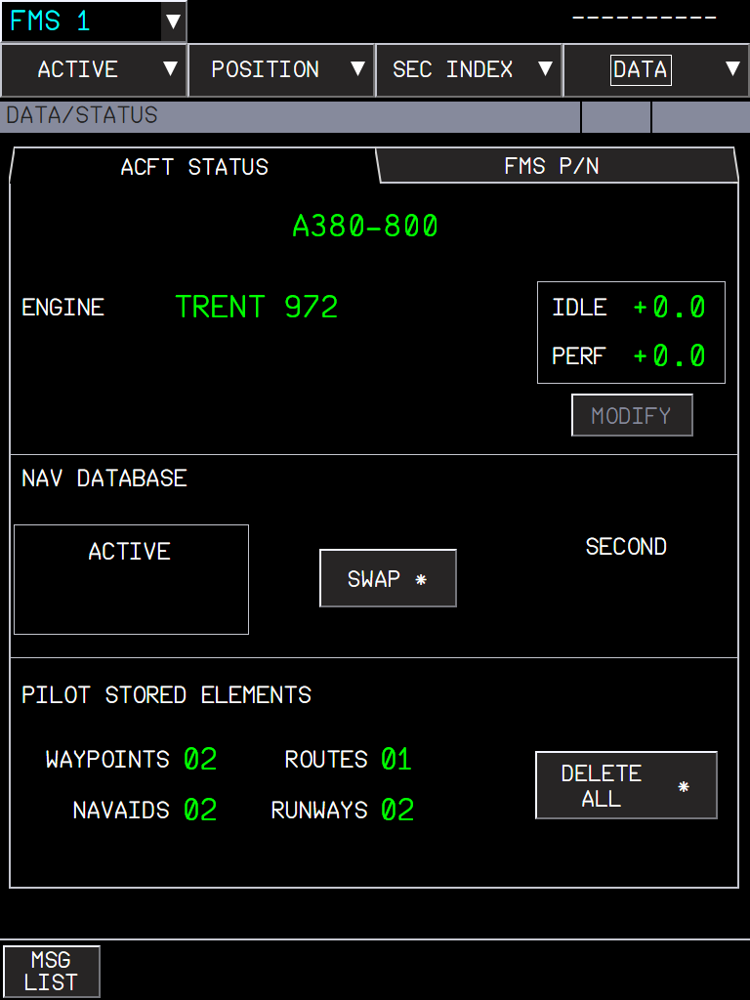 FMS 1 ▼ ----------
ACTIVE ▼ POSITION ▼ SEC INDEX ▼ DATA ▼
DATA/STATUS
ACFT STATUS FMS P/N
A380-800
ENGINE TRENT 972 IDLE +0.0
PERF +0.0
MODIFY
NAV DATABASE
ACTIVE SECOND
SWAP *
PILOT STORED ELEMENTS
WAYPOINTS 02 ROUTES 01
NAVAIDS 02 RUNWAYS 02
DELETE
ALL *
MSG
LIST